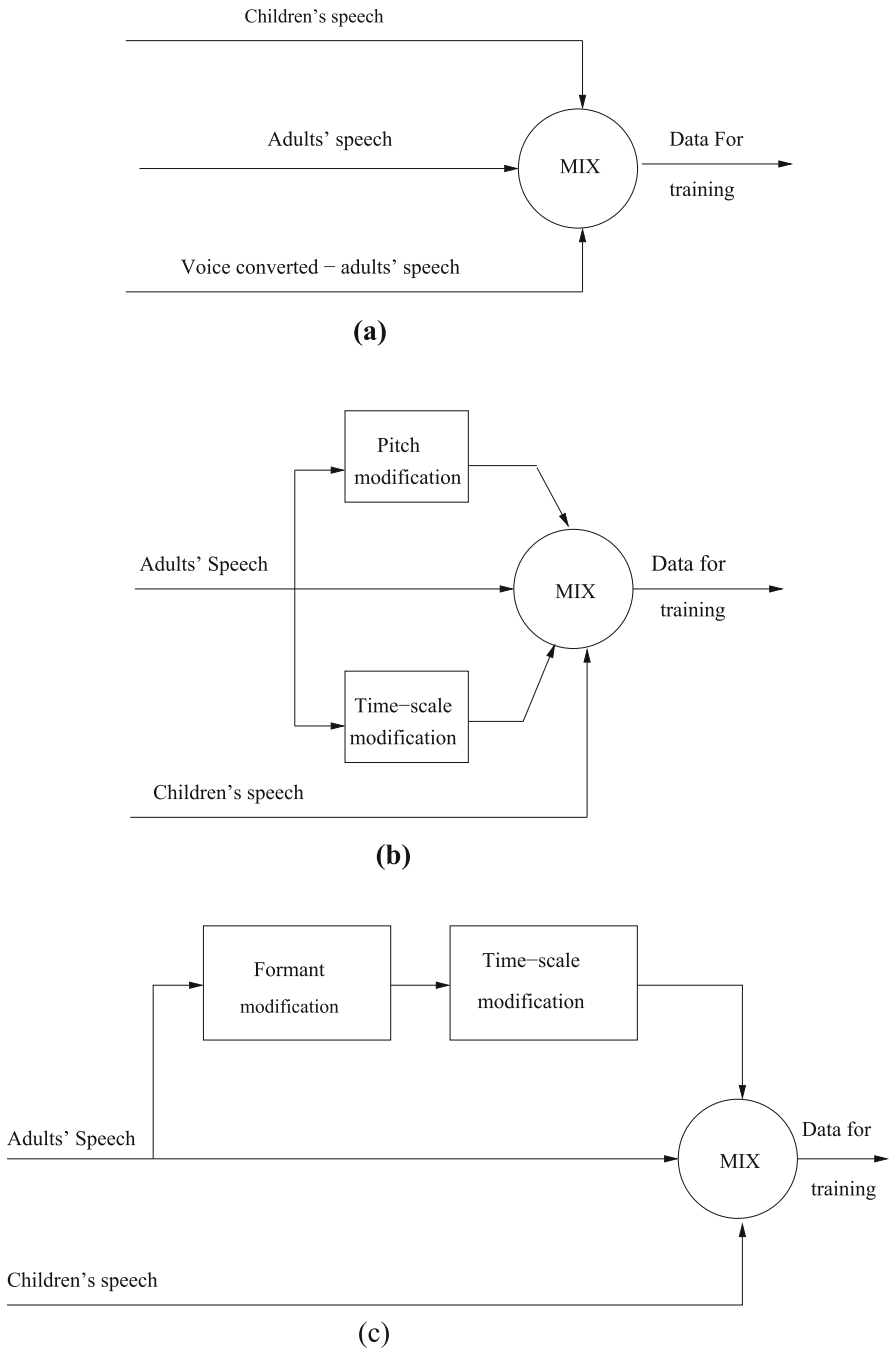 Children’s speech
Adults’ speech
MIX
Data For
training
Voice converted − adults’ speech
(a)
Pitch
modification
Adults’ Speech
MIX
Data for
training
Time−scale
modification
Children’s speech
(b)
Formant
modification
Time−scale
modification
Adults’ Speech
MIX
Data for
training
Children’s speech
(c)